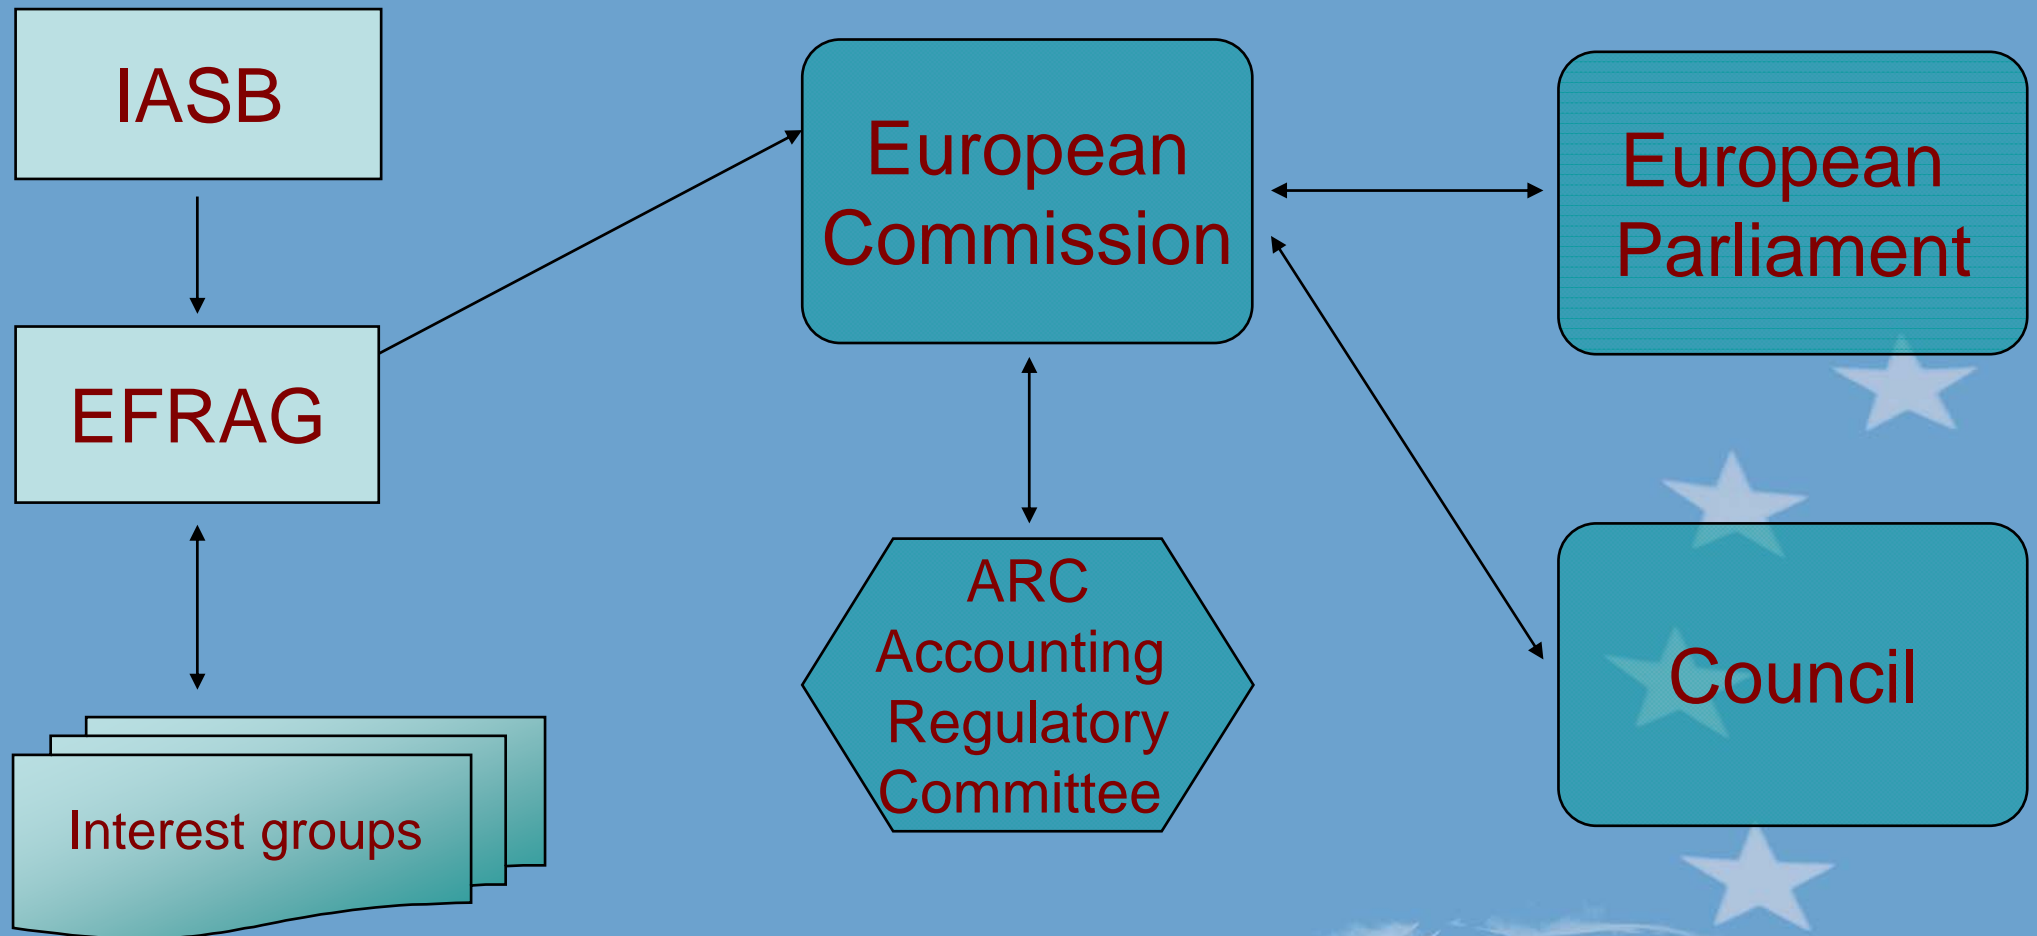 IASB
EFRAG
Interest groups
European
Commission
ARC
Accounting
Regulatory
Committee
European
Parliament
Council